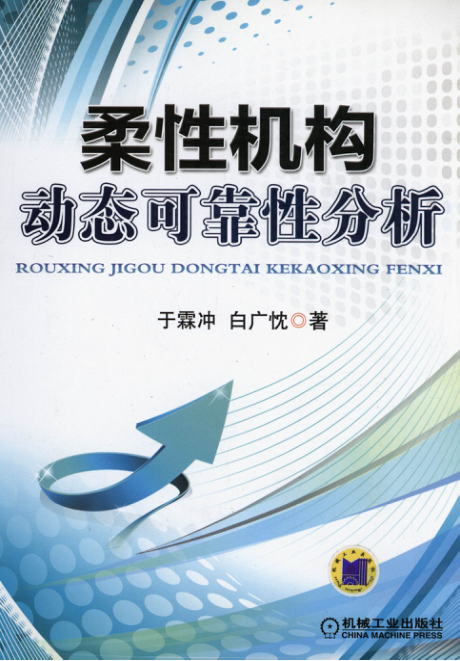 柔性机构
动态可靠性分析
ROUXING JIGOU DONGTAI KEKAOXING FENXI
于霖冲 白广忱◎著
机械工业出版社
CHINA MACHINE PRESS